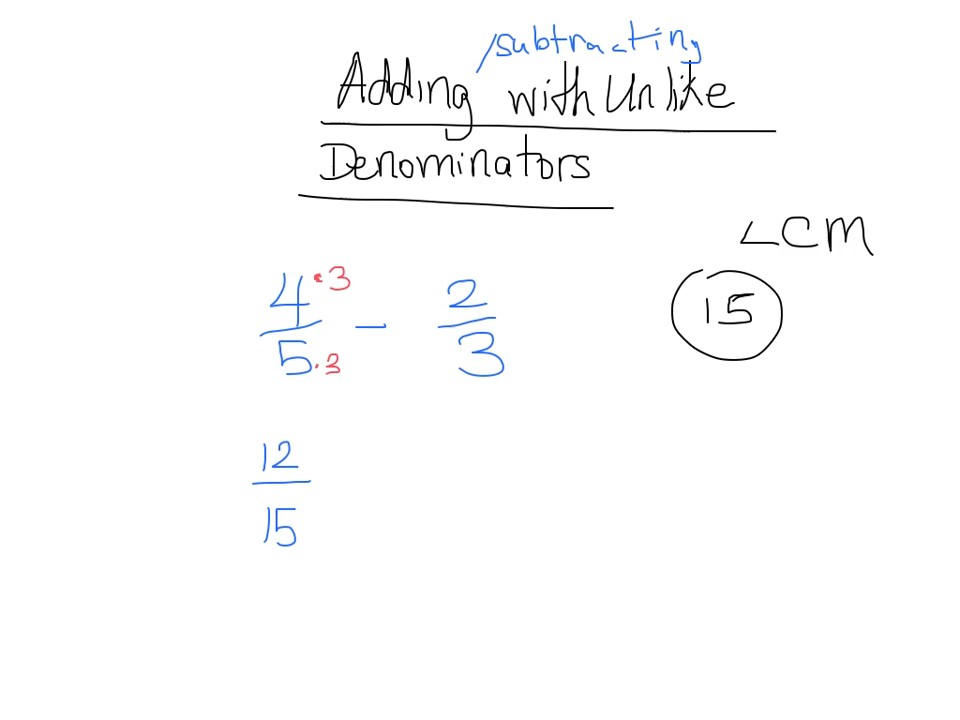 /subtracting
Adding with Unlike
Denominators
LCM
15
4·3 / 5·3 - 2 / 3
12 / 15